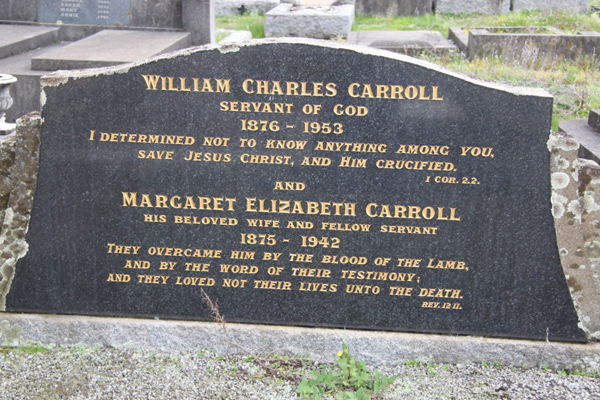 WILLIAM CHARLES CARROLL
SERVANT OF GOD
1876 - 1953
I DETERMINED NOT TO KNOW ANYTHING AMONG YOU,
SAVE JESUS CHRIST, AND HIM CRUCIFIED.
I COR. 2.2.
AND
MARGARET ELIZABETH CARROLL
HIS BELOVED WIFE AND FELLOW SERVANT
1875 - 1942
THEY OVERCAME HIM BY THE BLOOD OF THE LAMB,
AND BY THE WORD OF THEIR TESTIMONY;
AND THEY LOVED NOT THEIR LIVES UNTO THE DEATH.
REV. 12 11.